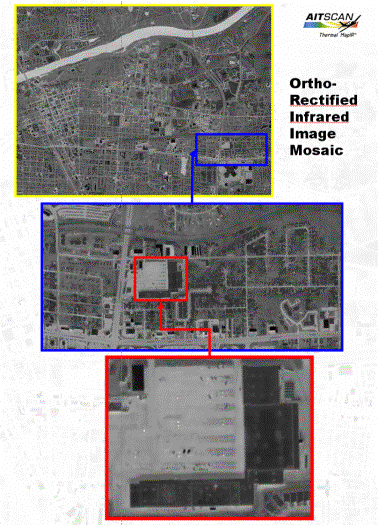 AITSCAN
Thermal MapIR®
Ortho-
Rectified
Infrared
Image
Mosaic